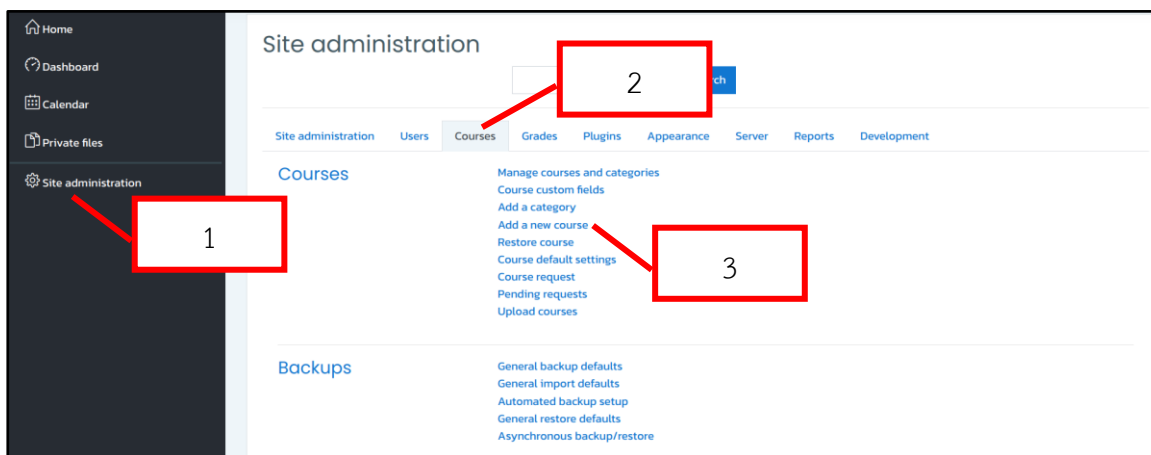 Home
Dashboard
Calendar
Private files
Site administration
1
Site administration
2
ch
Site administration Users Courses Grades Plugins Appearance Server Reports Development
Courses
Manage courses and categories
Course custom fields
Add a category
Add a new course
Restore course
Course default settings
Course request
Pending requests
Upload courses
3
Backups
General backup defaults
General import defaults
Automated backup setup
General restore defaults
Asynchronous backup/restore